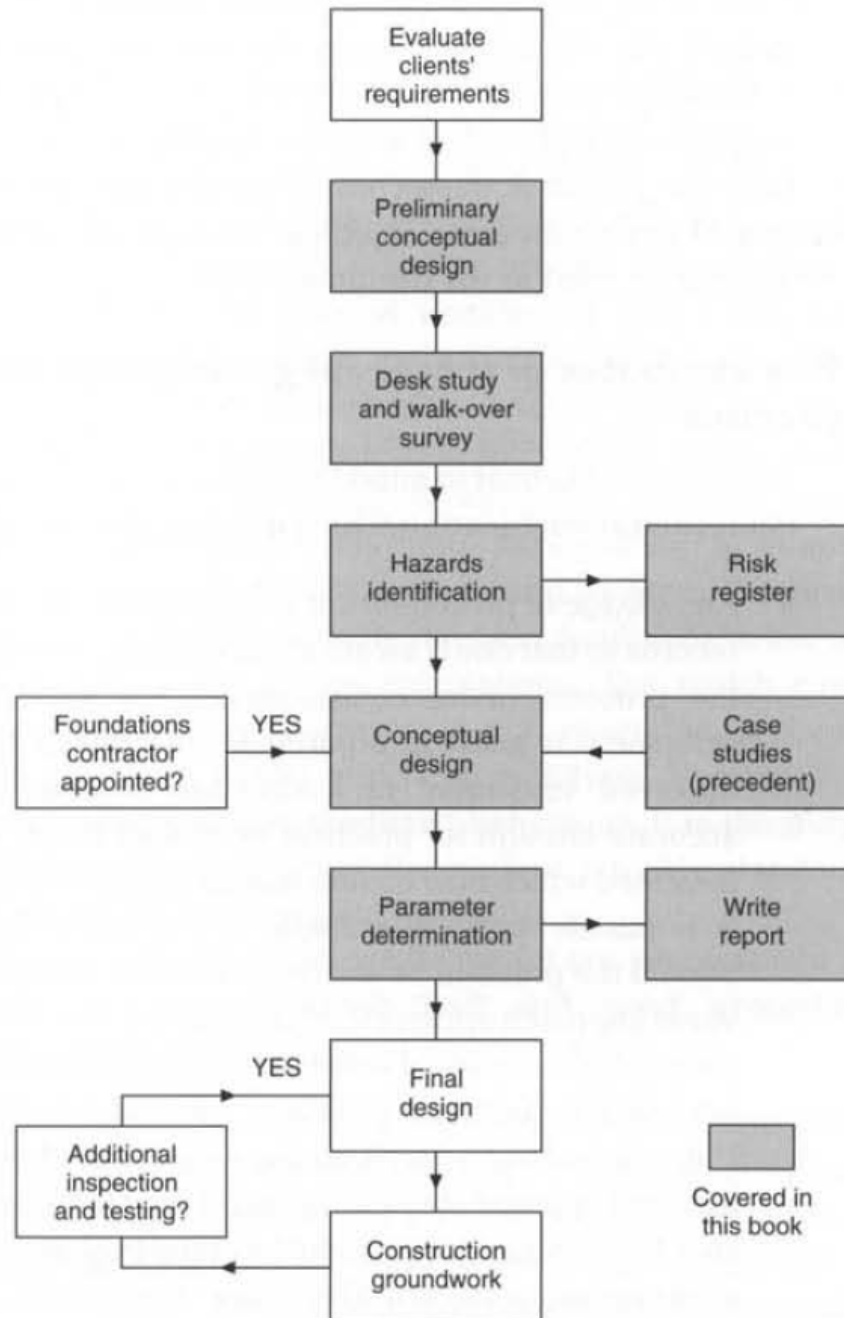 Evaluate
clients'
requirements
Preliminary
conceptual
design
Desk study
and walk-over
survey
Hazards
identification
Risk
register
Foundations
contractor
appointed?
YES
Conceptual
design
Case
studies
(precedent)
Parameter
determination
Write
report
YES
Final
design
Additional
inspection
and testing?
Covered in
this book
Construction
groundwork